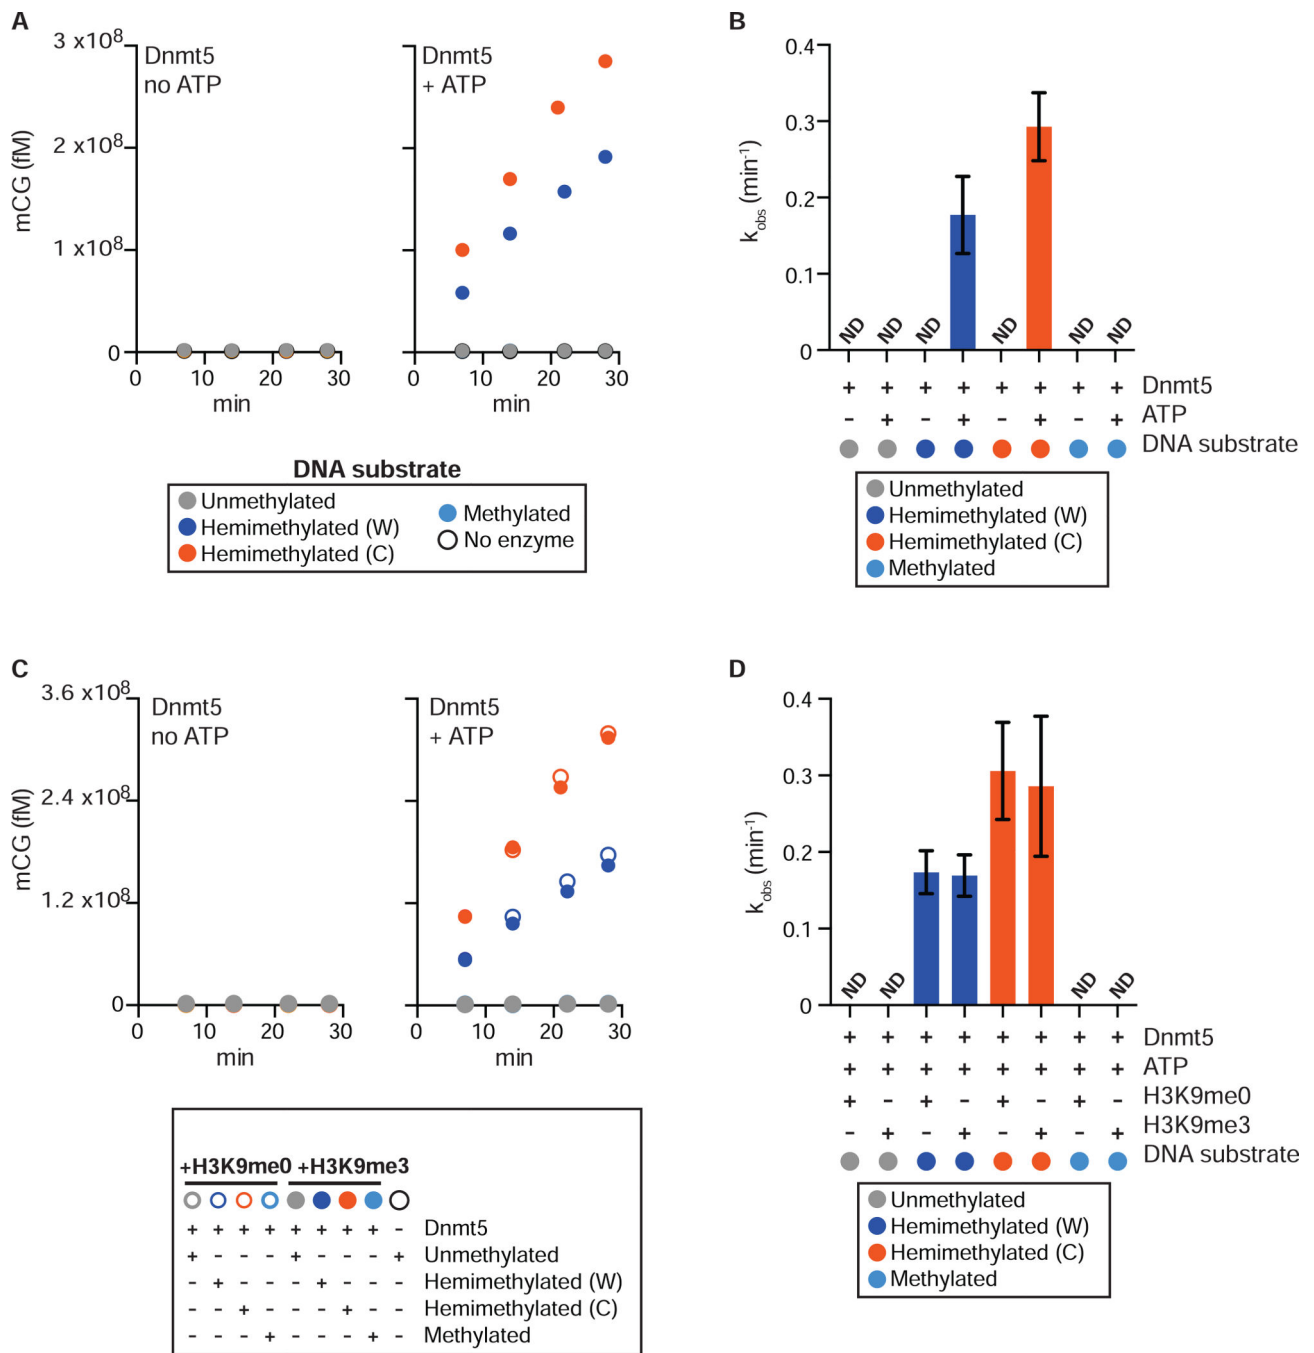 A
3 x10⁸
2 x10⁸
1 x10⁸
0
mCG (fM)
Dnmt5
no ATP
0 10 20 30
min
Dnmt5
+ ATP
0 10 20 30
min
DNA substrate
Unmethylated
Hemimethylated (W)
Hemimethylated (C)
Methylated
No enzyme
B
0.4
0.3
0.2
0.1
0
k_obs (min⁻¹)
ND ND ND ND ND ND
+ + + + + + + + Dnmt5
- + - + - + - + ATP
DNA substrate
Unmethylated
Hemimethylated (W)
Hemimethylated (C)
Methylated
C
3.6 x10⁸
2.4 x10⁸
1.2 x10⁸
0
mCG (fM)
Dnmt5
no ATP
0 10 20 30
min
Dnmt5
+ ATP
0 10 20 30
min
+H3K9me0 +H3K9me3
+ + + + + + + + - Dnmt5
+ - - - + - - - + Unmethylated
- + - - - + - - - Hemimethylated (W)
- - + - - - + - - Hemimethylated (C)
- - - + - - - + - Methylated
D
0.4
0.3
0.2
0.1
0
k_obs (min⁻¹)
ND ND ND ND
+ + + + + + + + Dnmt5
+ + + + + + + + ATP
+ - + - + - + - H3K9me0
- + - + - + - + H3K9me3
DNA substrate
Unmethylated
Hemimethylated (W)
Hemimethylated (C)
Methylated